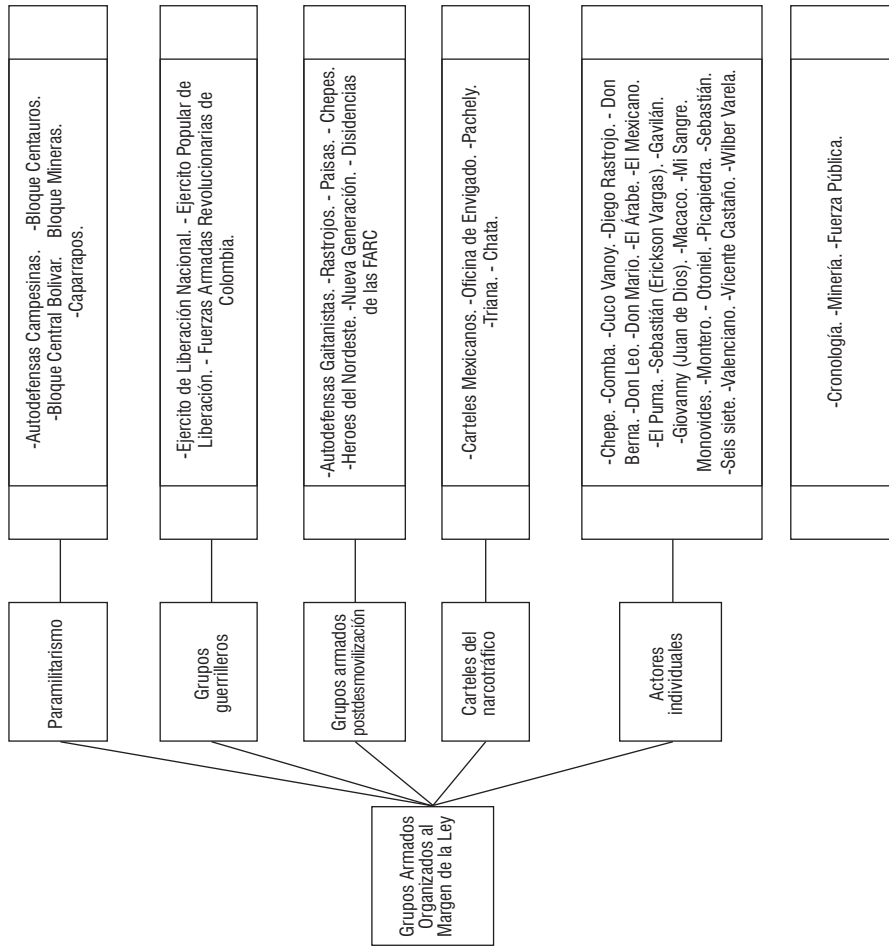 Grupos Armados
Organizados al
Margen de la Ley
Paramilitarismo
-Autodefensas Campesinas. -Bloque Centauros.
-Bloque Central Bolivar. Bloque Mineras.
-Caparrapos.
Grupos
guerrilleros
-Ejercito de Liberación Nacional. - Ejercito Popular de
Liberación. - Fuerzas Armadas Revolucionarias de
Colombia.
Grupos armados
postdesmovilización
-Autodefensas Gaitanistas. -Rastrojos. - Paisas. - Chepes.
-Heroes del Nordeste. -Nueva Generación. - Disidencias
de las FARC
Carteles del
narcotráfico
-Carteles Mexicanos. -Oficina de Envigado. -Pachely.
-Triana. - Chata.
Actores
individuales
-Chepe. -Comba. -Cuco Vanoy. -Diego Rastrojo. - Don
Berna. -Don Leo. -Don Mario. -El Árabe. -El Mexicano.
-El Puma. -Sebastián (Erickson Vargas). -Gavilán.
-Giovanny (Juan de Dios). -Macaco. -Mi Sangre.
Monovides. -Montero. - Otoniel. -Picapiedra. -Sebastián.
-Seis siete. -Valenciano. -Vicente Castaño. -Wilber Varela.
-Cronología. -Minería. -Fuerza Pública.